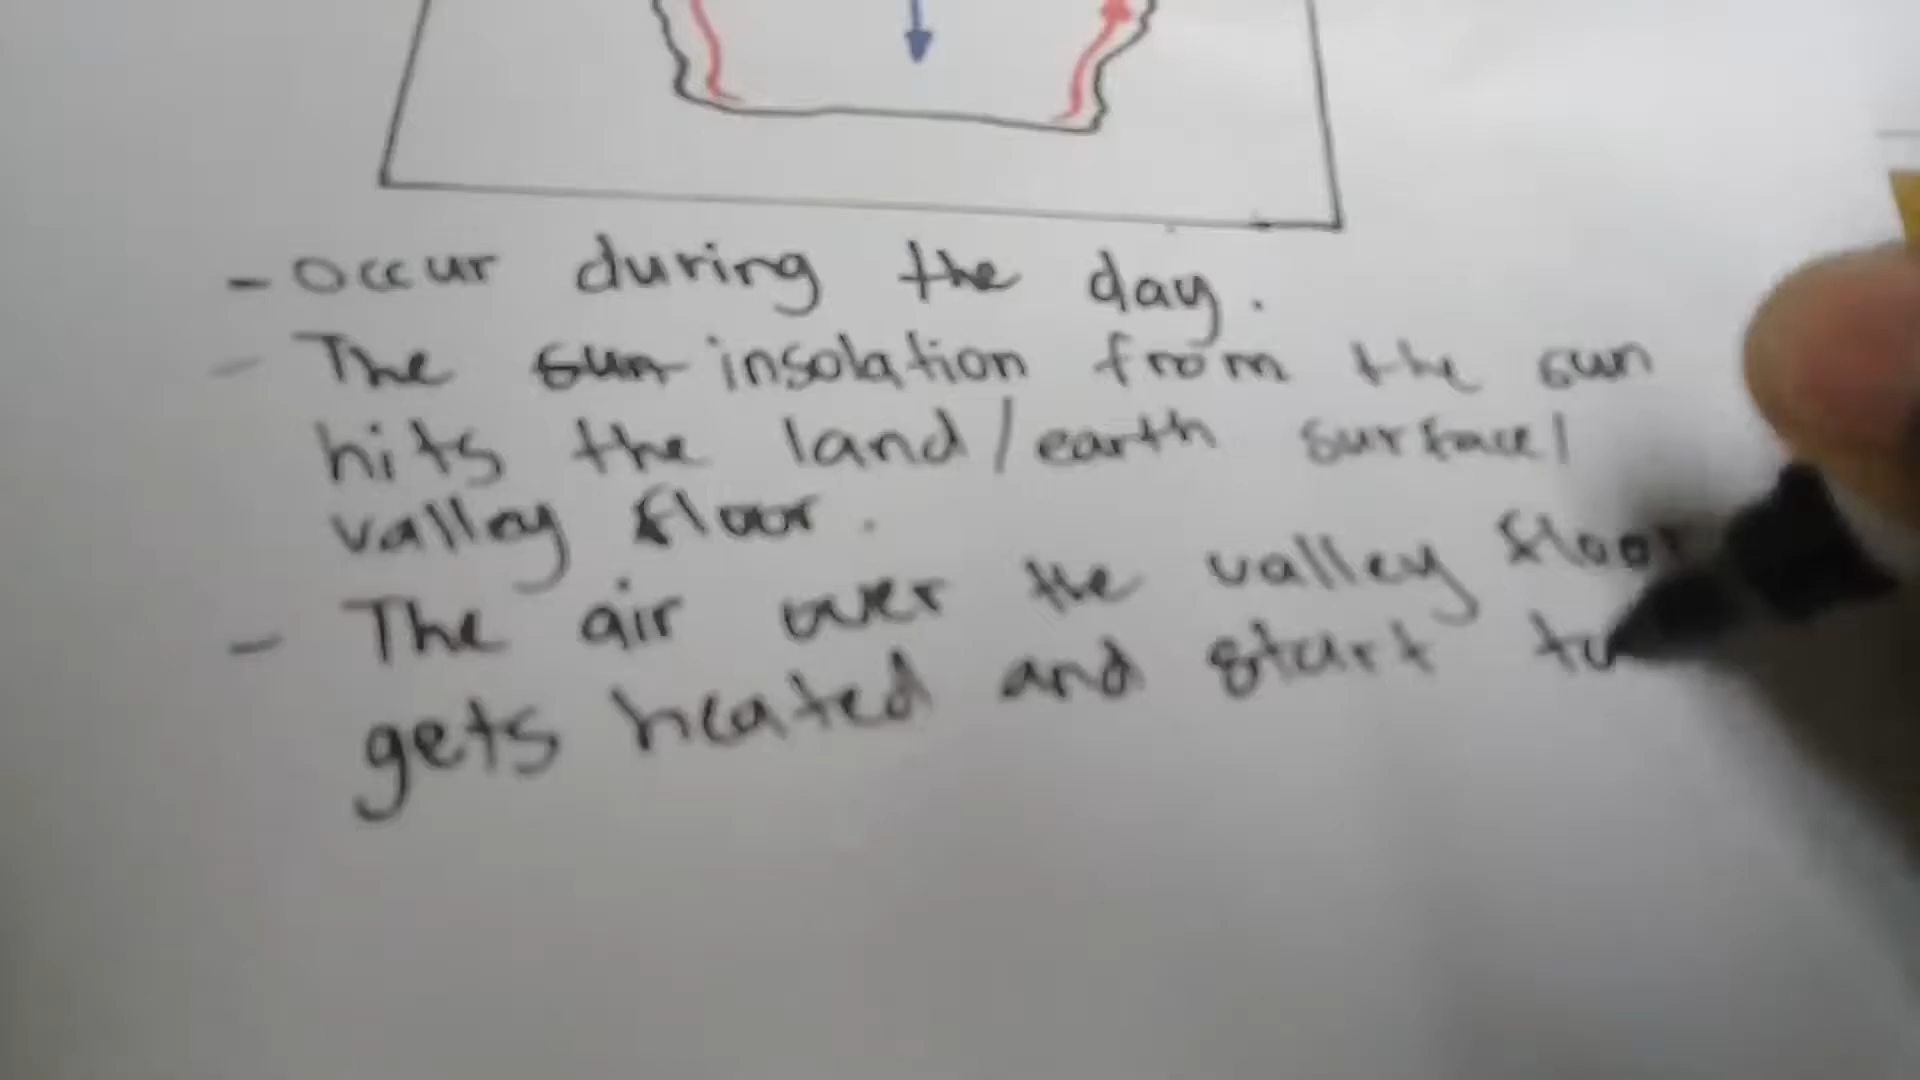 - Occur during the day.
- The sun insolation from the sun
hits the land/earth surface/
valley floor.
- The air over the valley floor
gets heated and start to